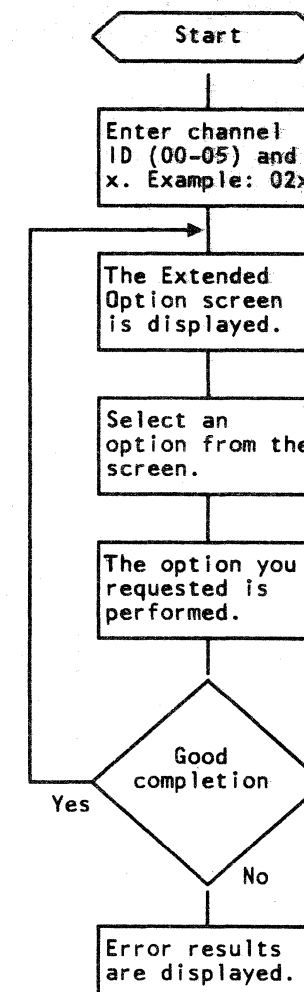 Start
Enter channel
ID (00-05) and
x. Example: 02x
The Extended
Option screen
is displayed.
Select an
option from the
screen.
The option you
requested is
performed.
Good
completion
Yes
No
Error results
are displayed.